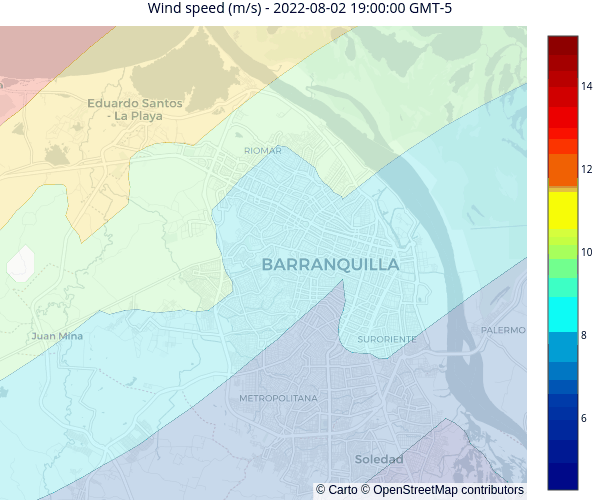 Wind speed (m/s) - 2022-08-02 19:00:00 GMT-5
Eduardo Santos
- La Playa
RIOMAR
BARRANQUILLA
Juan Mina
SURORIENTE
PALERMO
METROPOLITANA
Soledad
14
12
10
8
6
© Carto © OpenStreetMap contributors